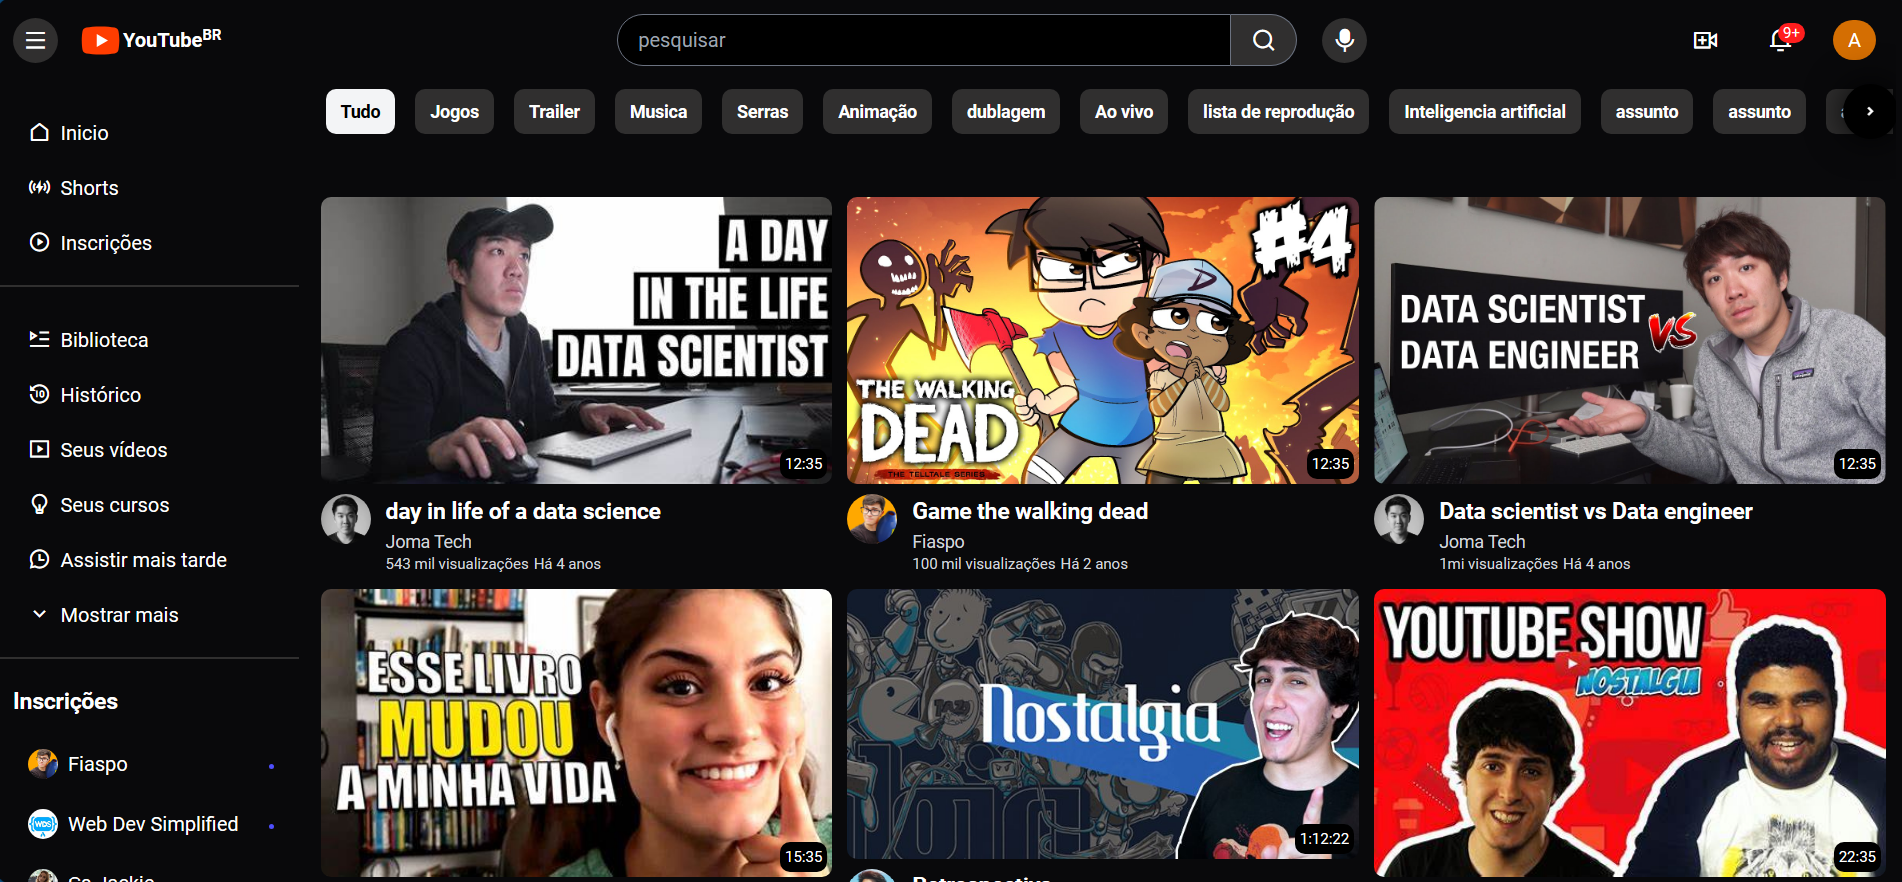 YouTubeBR
pesquisar
9+
A
Tudo
Jogos
Trailer
Musica
Serras
Animação
dublagem
Ao vivo
lista de reprodução
Inteligencia artificial
assunto
assunto
Inicio
Shorts
Inscrições
Biblioteca
Histórico
Seus vídeos
Seus cursos
Assistir mais tarde
Mostrar mais
Inscrições
Fiaspo
Web Dev Simplified
A DAY
IN THE LIFE
DATA SCIENTIST
12:35
day in life of a data science
Joma Tech
543 mil visualizações Há 4 anos
#4
THE WALKING
DEAD
THE TELLTALE SERIES
12:35
Game the walking dead
Fiaspo
100 mil visualizações Há 2 anos
DATA SCIENTIST
VS
DATA ENGINEER
12:35
Data scientist vs Data engineer
Joma Tech
1mi visualizações Há 4 anos
ESSE LIVRO
MUDOU
A MINHA VIDA
15:35
Nostalgia
1:12:22
YOUTUBE SHOW
NOSTALGIA
22:35